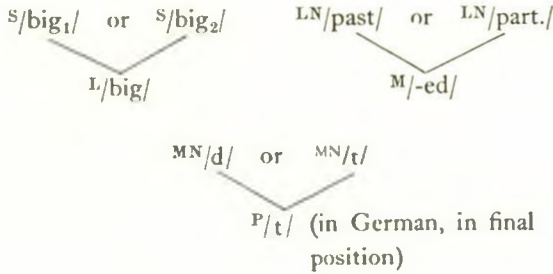 S/big₁/ or S/big₂/ LN/past/ or LN/part./
L/big/ M/-ed/
MN/d/ or MN/t/
P/t/ (in German, in final
position)